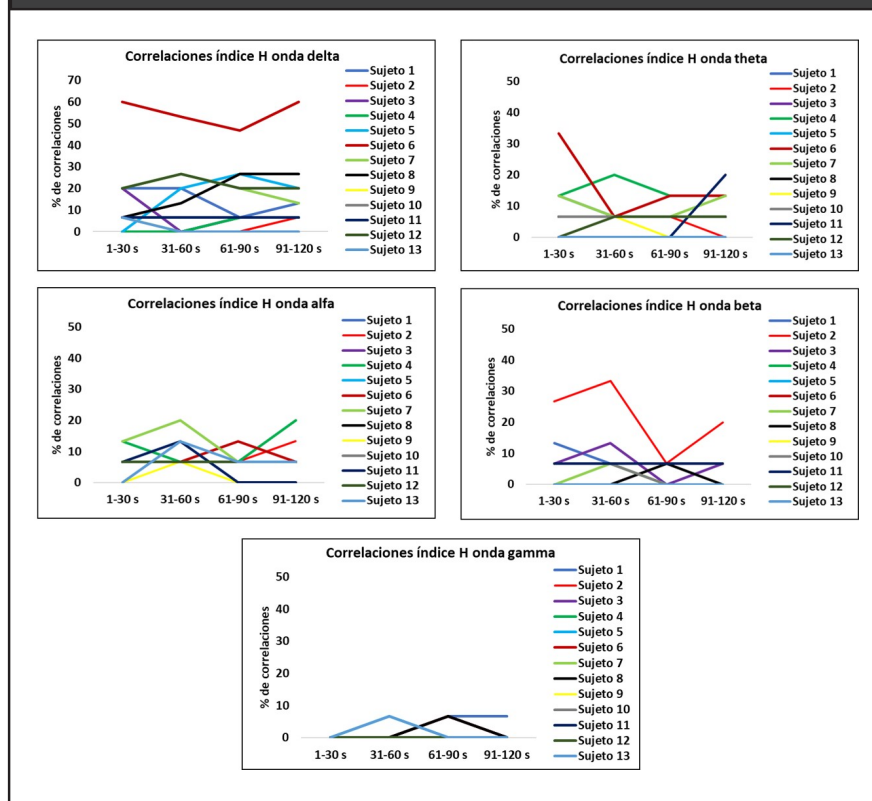 Correlaciones índice H onda delta
70
60
50
40
30
20
10
0
% de correlaciones
1-30 s 31-60 s 61-90 s 91-120 s
Sujeto 1
Sujeto 2
Sujeto 3
Sujeto 4
Sujeto 5
Sujeto 6
Sujeto 7
Sujeto 8
Sujeto 9
Sujeto 10
Sujeto 11
Sujeto 12
Sujeto 13
Correlaciones índice H onda theta
50
40
30
20
10
0
% de correlaciones
1-30 s 31-60 s 61-90 s 91-120 s
Sujeto 1
Sujeto 2
Sujeto 3
Sujeto 4
Sujeto 5
Sujeto 6
Sujeto 7
Sujeto 8
Sujeto 9
Sujeto 10
Sujeto 11
Sujeto 12
Sujeto 13
Correlaciones índice H onda alfa
50
40
30
20
10
0
% de correlaciones
1-30 s 31-60 s 61-90 s 91-120 s
Sujeto 1
Sujeto 2
Sujeto 3
Sujeto 4
Sujeto 5
Sujeto 6
Sujeto 7
Sujeto 8
Sujeto 9
Sujeto 10
Sujeto 11
Sujeto 12
Sujeto 13
Correlaciones índice H onda beta
50
40
30
20
10
0
% de correlaciones
1-30 s 31-60 s 61-90 s 91-120 s
Sujeto 1
Sujeto 2
Sujeto 3
Sujeto 4
Sujeto 5
Sujeto 6
Sujeto 7
Sujeto 8
Sujeto 9
Sujeto 10
Sujeto 11
Sujeto 12
Sujeto 13
Correlaciones índice H onda gamma
50
40
30
20
10
0
% de correlaciones
1-30 s 31-60 s 61-90 s 91-120 s
Sujeto 1
Sujeto 2
Sujeto 3
Sujeto 4
Sujeto 5
Sujeto 6
Sujeto 7
Sujeto 8
Sujeto 9
Sujeto 10
Sujeto 11
Sujeto 12
Sujeto 13